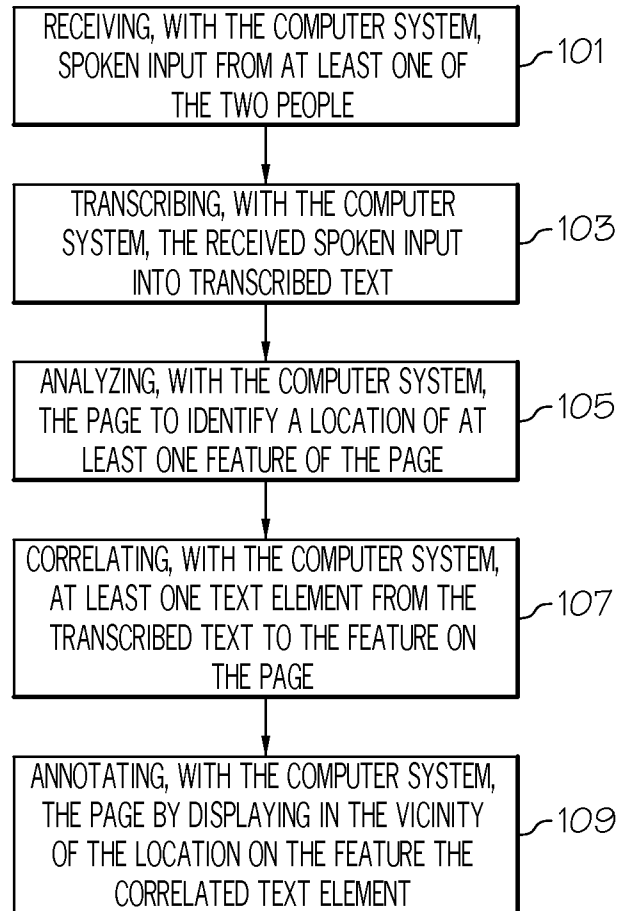 RECEIVING, WITH THE COMPUTER SYSTEM,
SPOKEN INPUT FROM AT LEAST ONE OF
THE TWO PEOPLE
101
TRANSCRIBING, WITH THE COMPUTER
SYSTEM, THE RECEIVED SPOKEN INPUT
INTO TRANSCRIBED TEXT
103
ANALYZING, WITH THE COMPUTER SYSTEM,
THE PAGE TO IDENTIFY A LOCATION OF AT
LEAST ONE FEATURE OF THE PAGE
105
CORRELATING, WITH THE COMPUTER SYSTEM,
AT LEAST ONE TEXT ELEMENT FROM THE
TRANSCRIBED TEXT TO THE FEATURE ON
THE PAGE
107
ANNOTATING, WITH THE COMPUTER SYSTEM,
THE PAGE BY DISPLAYING IN THE VICINITY
OF THE LOCATION ON THE FEATURE THE
CORRELATED TEXT ELEMENT
109